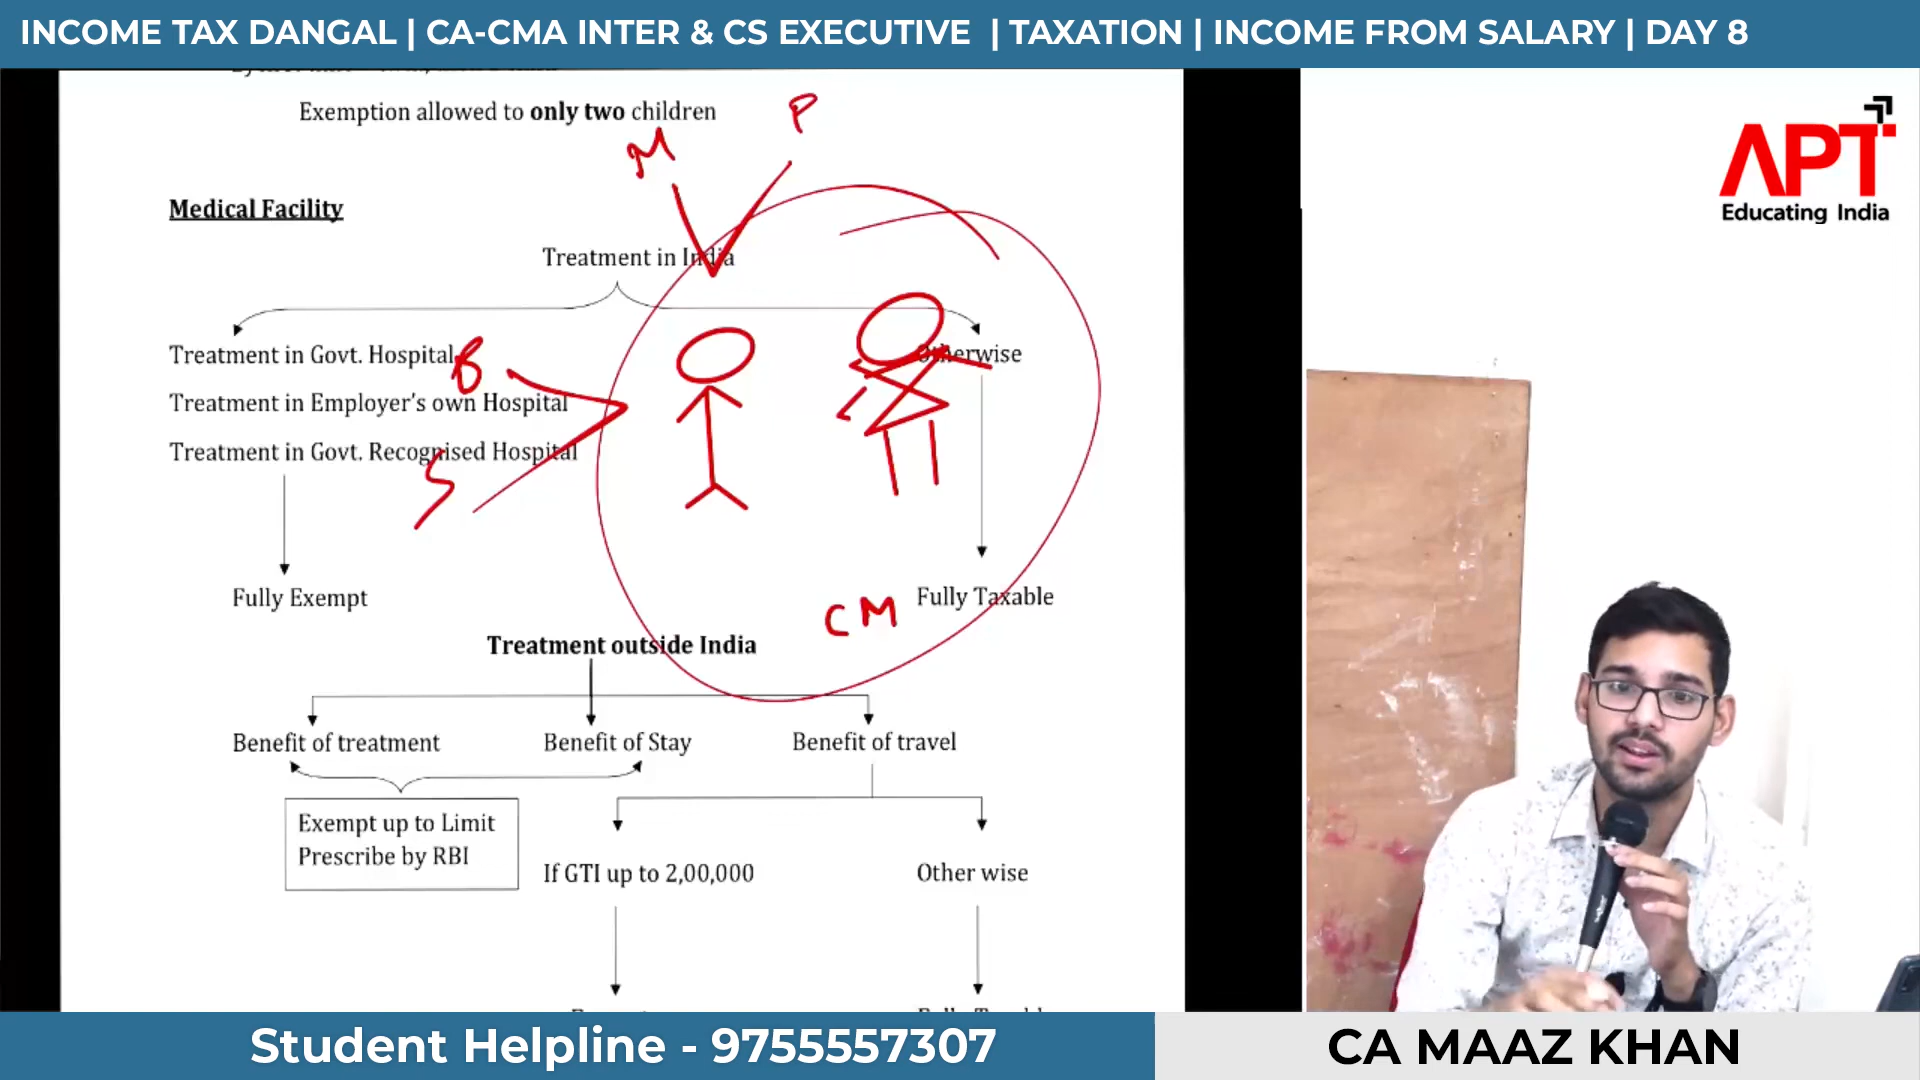 INCOME TAX DANGAL | CA-CMA INTER & CS EXECUTIVE | TAXATION | INCOME FROM SALARY | DAY 8
Exemption allowed to only two children
P
M
APT
Educating India
Medical Facility
Treatment in India
Treatment in Govt. Hospital
B
Otherwise
Treatment in Employer's own Hospital
Treatment in Govt. Recognised Hospital
S
Fully Exempt
CM
Fully Taxable
Treatment outside India
Benefit of treatment
Benefit of Stay
Benefit of travel
Exempt up to Limit
Prescribe by RBI
If GTI up to 2,00,000
Other wise
Student Helpline - 9755557307
CA MAAZ KHAN